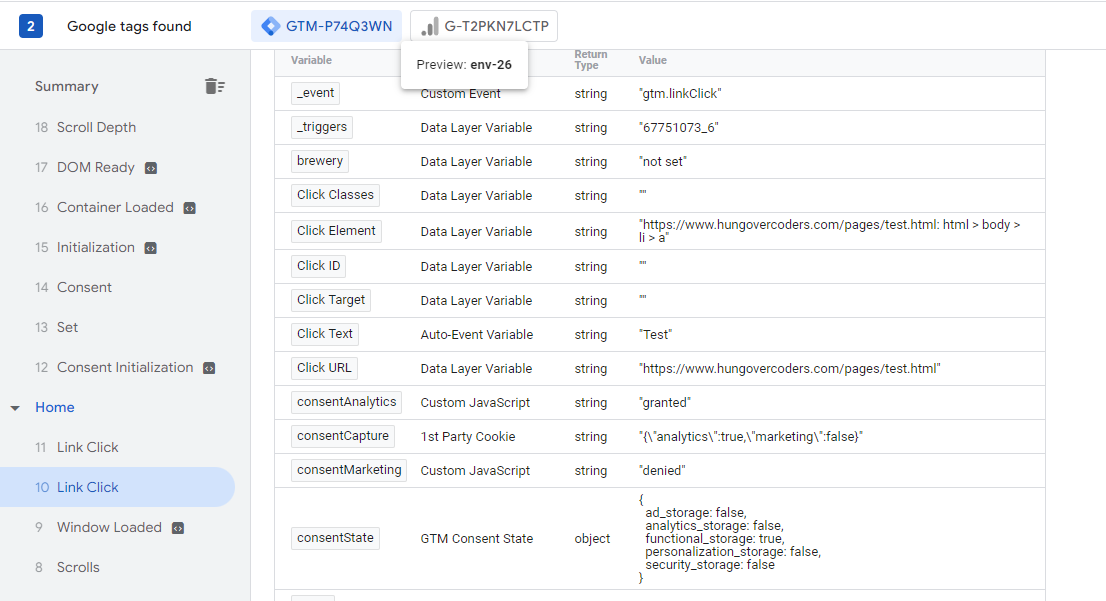 2 Google tags found GTM-P74Q3WN G-T2PKN7LCTP
Preview: env-26
Summary
18 Scroll Depth
17 DOM Ready
16 Container Loaded
15 Initialization
14 Consent
13 Set
12 Consent Initialization
Home
11 Link Click
10 Link Click
9 Window Loaded
8 Scrolls
Variable Return Type Value
_event Custom Event string "gtm.linkClick"
_triggers Data Layer Variable string "67751073_6"
brewery Data Layer Variable string "not set"
Click Classes Data Layer Variable string ""
Click Element Data Layer Variable string "https://www.hungovercoders.com/pages/test.html: html > body >
li > a"
Click ID Data Layer Variable string ""
Click Target Data Layer Variable string ""
Click Text Auto-Event Variable string "Test"
Click URL Data Layer Variable string "https://www.hungovercoders.com/pages/test.html"
consentAnalytics Custom JavaScript string "granted"
consentCapture 1st Party Cookie string "{\"analytics\":true,\"marketing\":false}"
consentMarketing Custom JavaScript string "denied"
consentState GTM Consent State object
{
ad_storage: false,
analytics_storage: false,
functional_storage: true,
personalization_storage: false,
security_storage: false
}